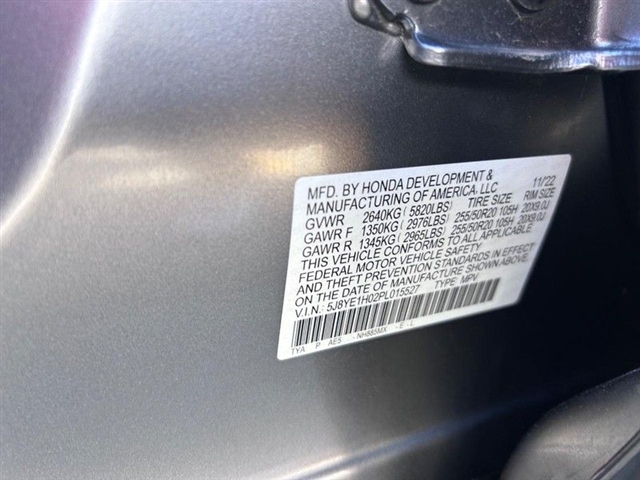 MFD. BY HONDA DEVELOPMENT & 11/22
MANUFACTURING OF AMERICA, LLC
GVWR 2640KG ( 5820LBS) TIRE SIZE RIM SIZE
GAWR F 1350KG ( 2976LBS) 255/50R20 105H 20X9.0J
GAWR R 1345KG ( 2965LBS) 255/50R20 105H 20X9.0J
THIS VEHICLE CONFORMS TO ALL APPLICABLE
FEDERAL MOTOR VEHICLE SAFETY
AND THEFT PREVENTION STANDARDS IN EFFECT
ON THE DATE OF MANUFACTURE SHOWN ABOVE.
V.I.N.: 5J8YE1H02PL015527 TYPE: MPV
TYA P AE5 - NH885MX - E - L